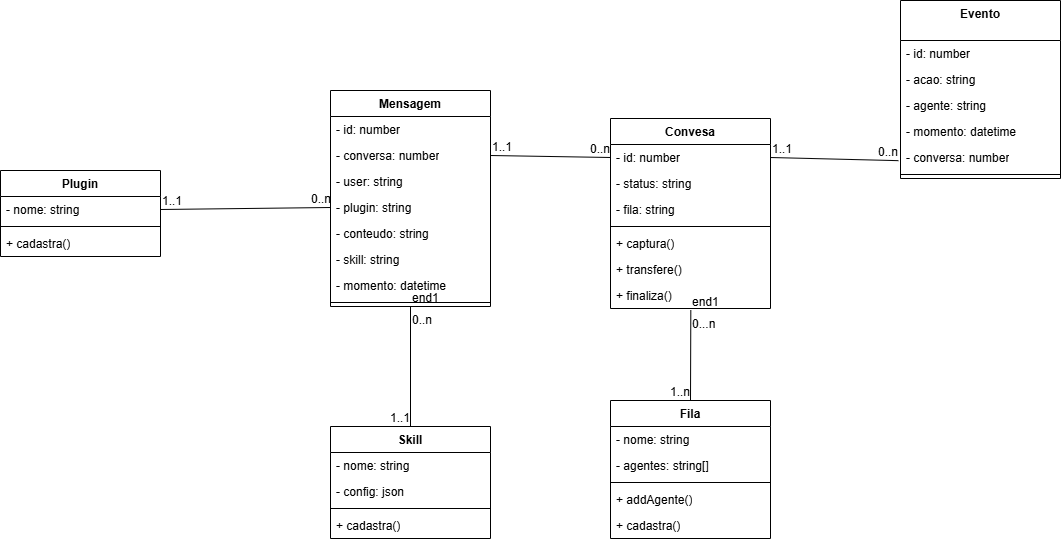 Evento
- id: number
- acao: string
- agente: string
- momento: datetime
- conversa: number
Mensagem
- id: number
- conversa: number
- user: string
- plugin: string
- conteudo: string
- skill: string
- momento: datetime
end1
0..n
1..1
0..n
Convesa
- id: number
- status: string
- fila: string
+ captura()
+ transfere()
+ finaliza()
end1
0...n
1..1
0..n
Plugin
- nome: string
+ cadastra()
1..1
0..n
1..1
Skill
- nome: string
- config: json
+ cadastra()
1..n
Fila
- nome: string
- agentes: string[]
+ addAgente()
+ cadastra()